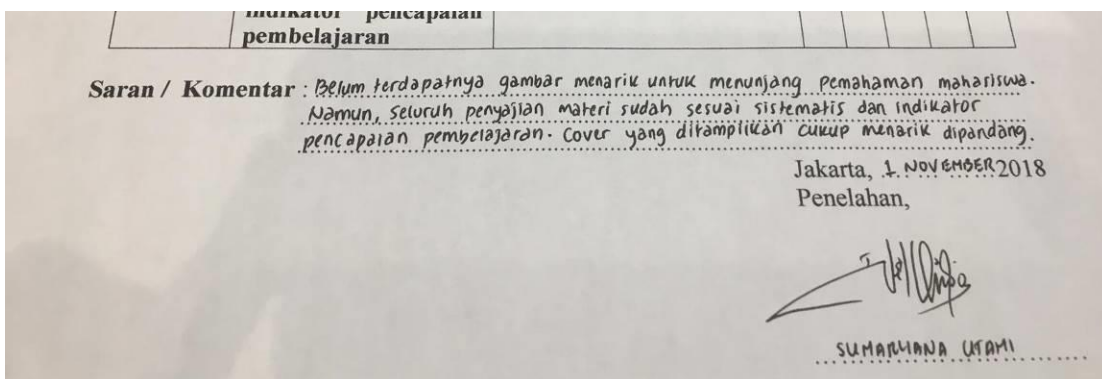 indikator pencapaian
pembelajaran
Saran / Komentar : Belum terdapatnya gambar menarik untuk menunjang pemahaman mahasiswa.
Namun, seluruh penyajian materi sudah sesuai sistematis dan indikator
pencapaian pembelajaran. Cover yang ditampilkan cukup menarik dipandang.
Jakarta, 1 NOVEMBER 2018
Penelahan,
UTAMI